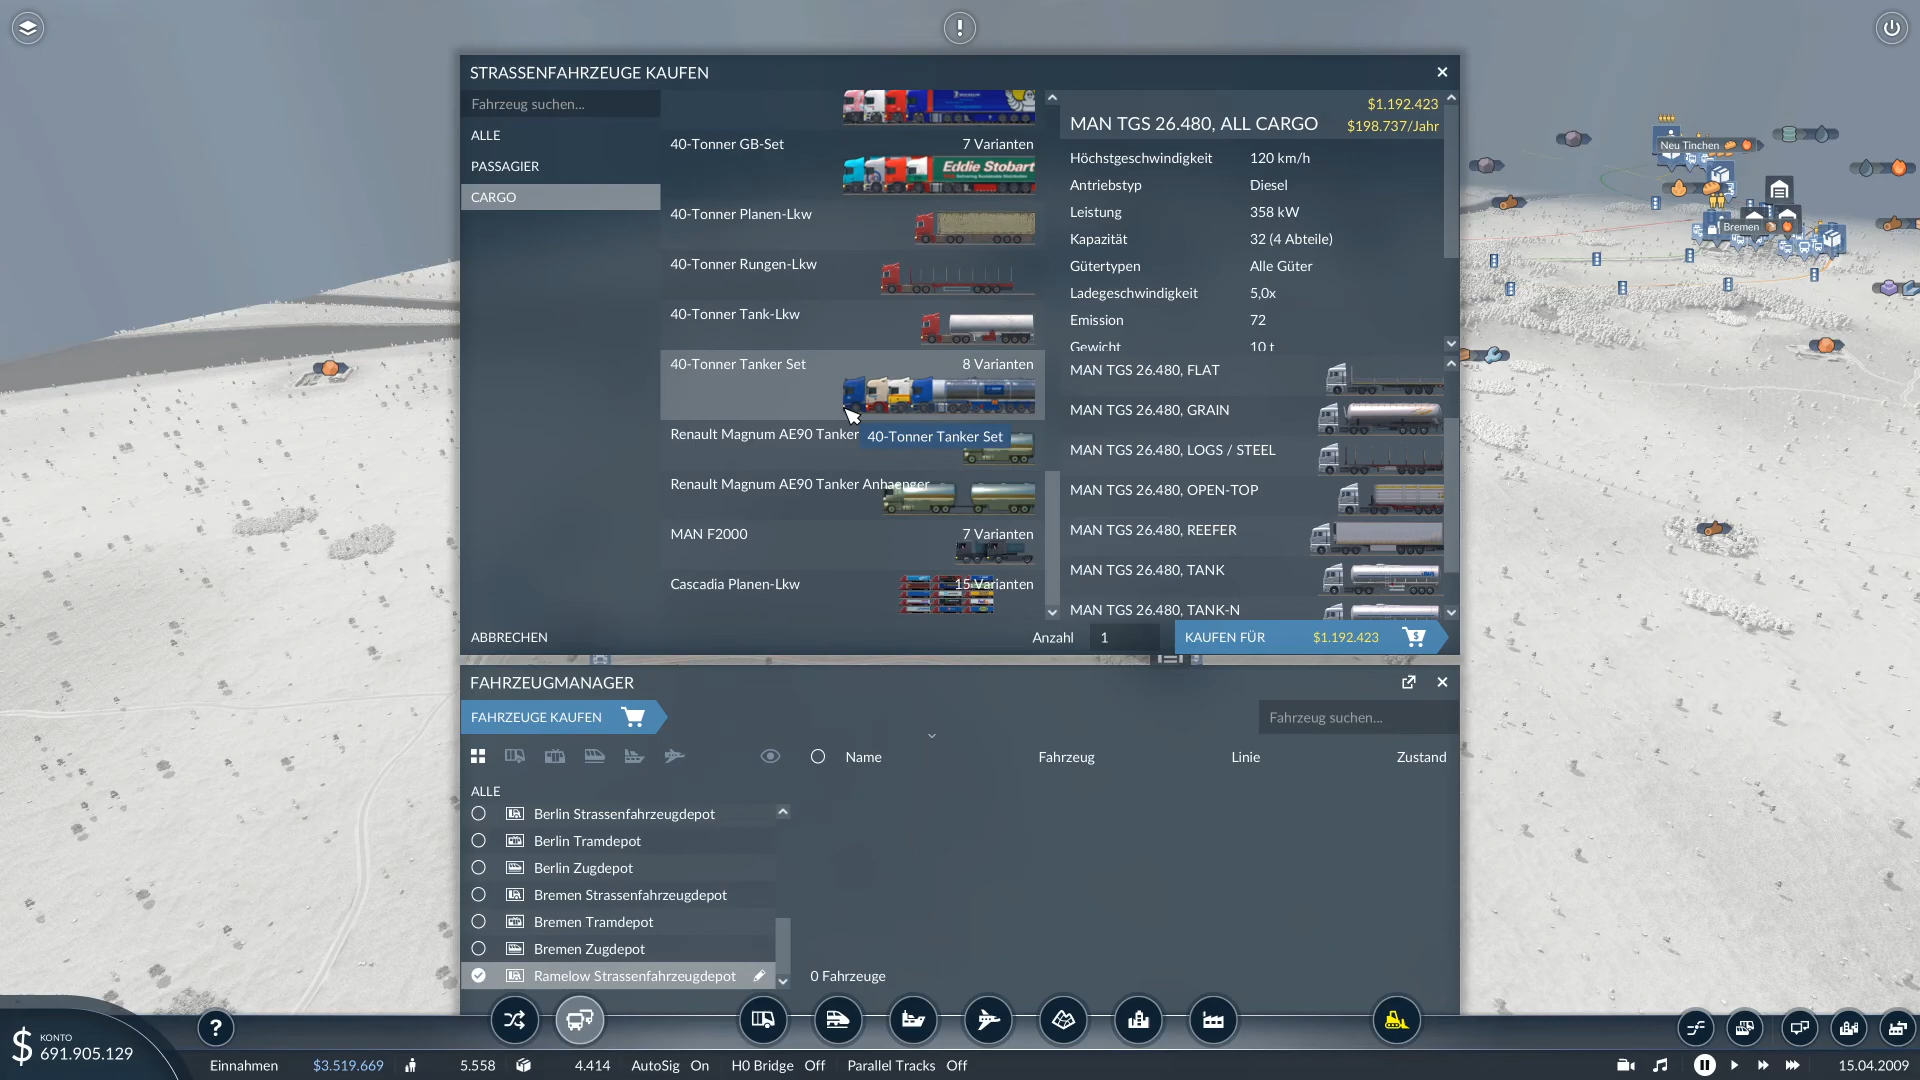 STRASSENFAHRZEUGE KAUFEN
Fahrzeug suchen...
ALLE
PASSAGIER
CARGO
40-Tonner GB-Set 7 Varianten
Eddie Stobart
40-Tonner Planen-Lkw
40-Tonner Rungen-Lkw
40-Tonner Tank-Lkw
40-Tonner Tanker Set 8 Varianten
Renault Magnum AE90 Tanker
40-Tonner Tanker Set
Renault Magnum AE90 Tanker Anhaenger
MAN F2000 7 Varianten
Cascadia Planen-Lkw 15 Varianten
$1.192.423
MAN TGS 26.480, ALL CARGO $198.737/Jahr
Höchstgeschwindigkeit 120 km/h
Antriebstyp Diesel
Leistung 358 kW
Kapazität 32 (4 Abteile)
Gütertypen Alle Güter
Ladegeschwindigkeit 5,0x
Emission 72
Gewicht 10 t
MAN TGS 26.480, FLAT
MAN TGS 26.480, GRAIN
MAN TGS 26.480, LOGS / STEEL
MAN TGS 26.480, OPEN-TOP
MAN TGS 26.480, REEFER
MAN TGS 26.480, TANK
MAN TGS 26.480, TANK-N
ABBRECHEN
Anzahl 1
KAUFEN FÜR $1.192.423
Neu Tinchen
Bremen
FAHRZEUGMANAGER
FAHRZEUGE KAUFEN
Fahrzeug suchen...
Name Fahrzeug Linie Zustand
ALLE
Berlin Strassenfahrzeugdepot
Berlin Tramdepot
Berlin Zugdepot
Bremen Strassenfahrzeugdepot
Bremen Tramdepot
Bremen Zugdepot
Ramelow Strassenfahrzeugdepot
0 Fahrzeuge
?
$ KONTO
691.905.129
Einnahmen $3.519.669 5.558 4.414 AutoSig On H0 Bridge Off Parallel Tracks Off 15.04.2009